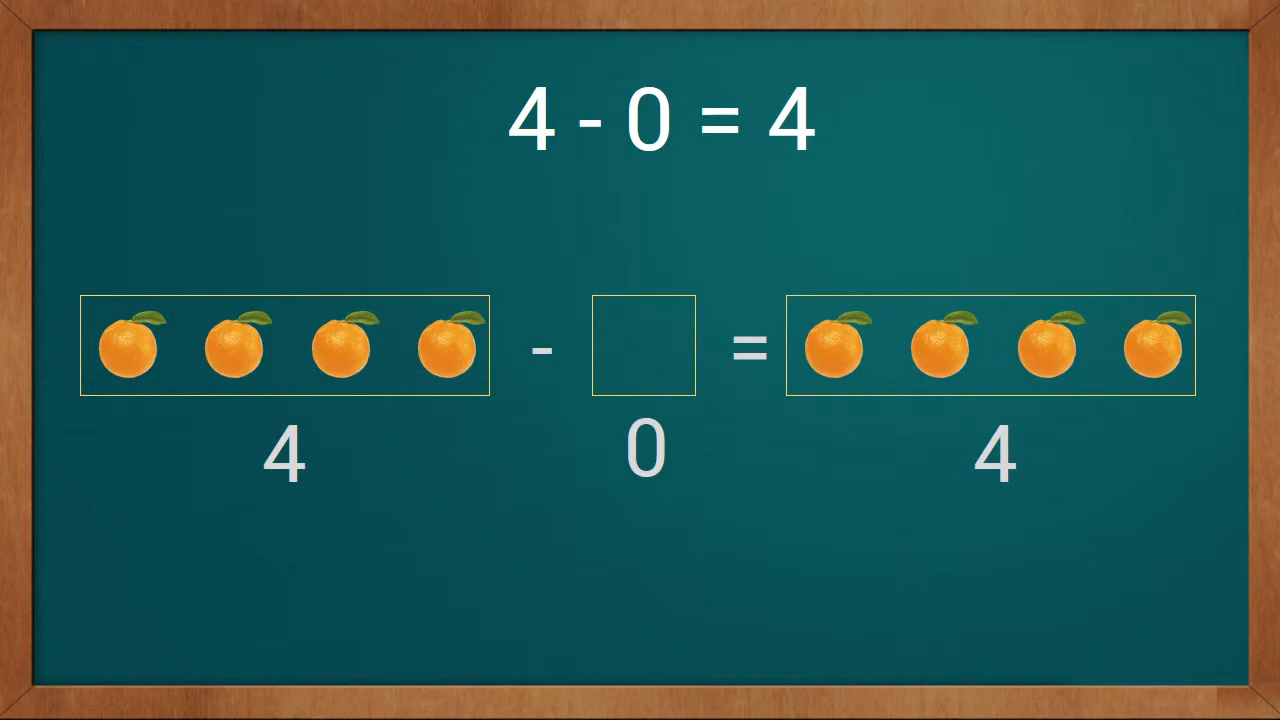 4 - 0 = 4
- =
4 0 4